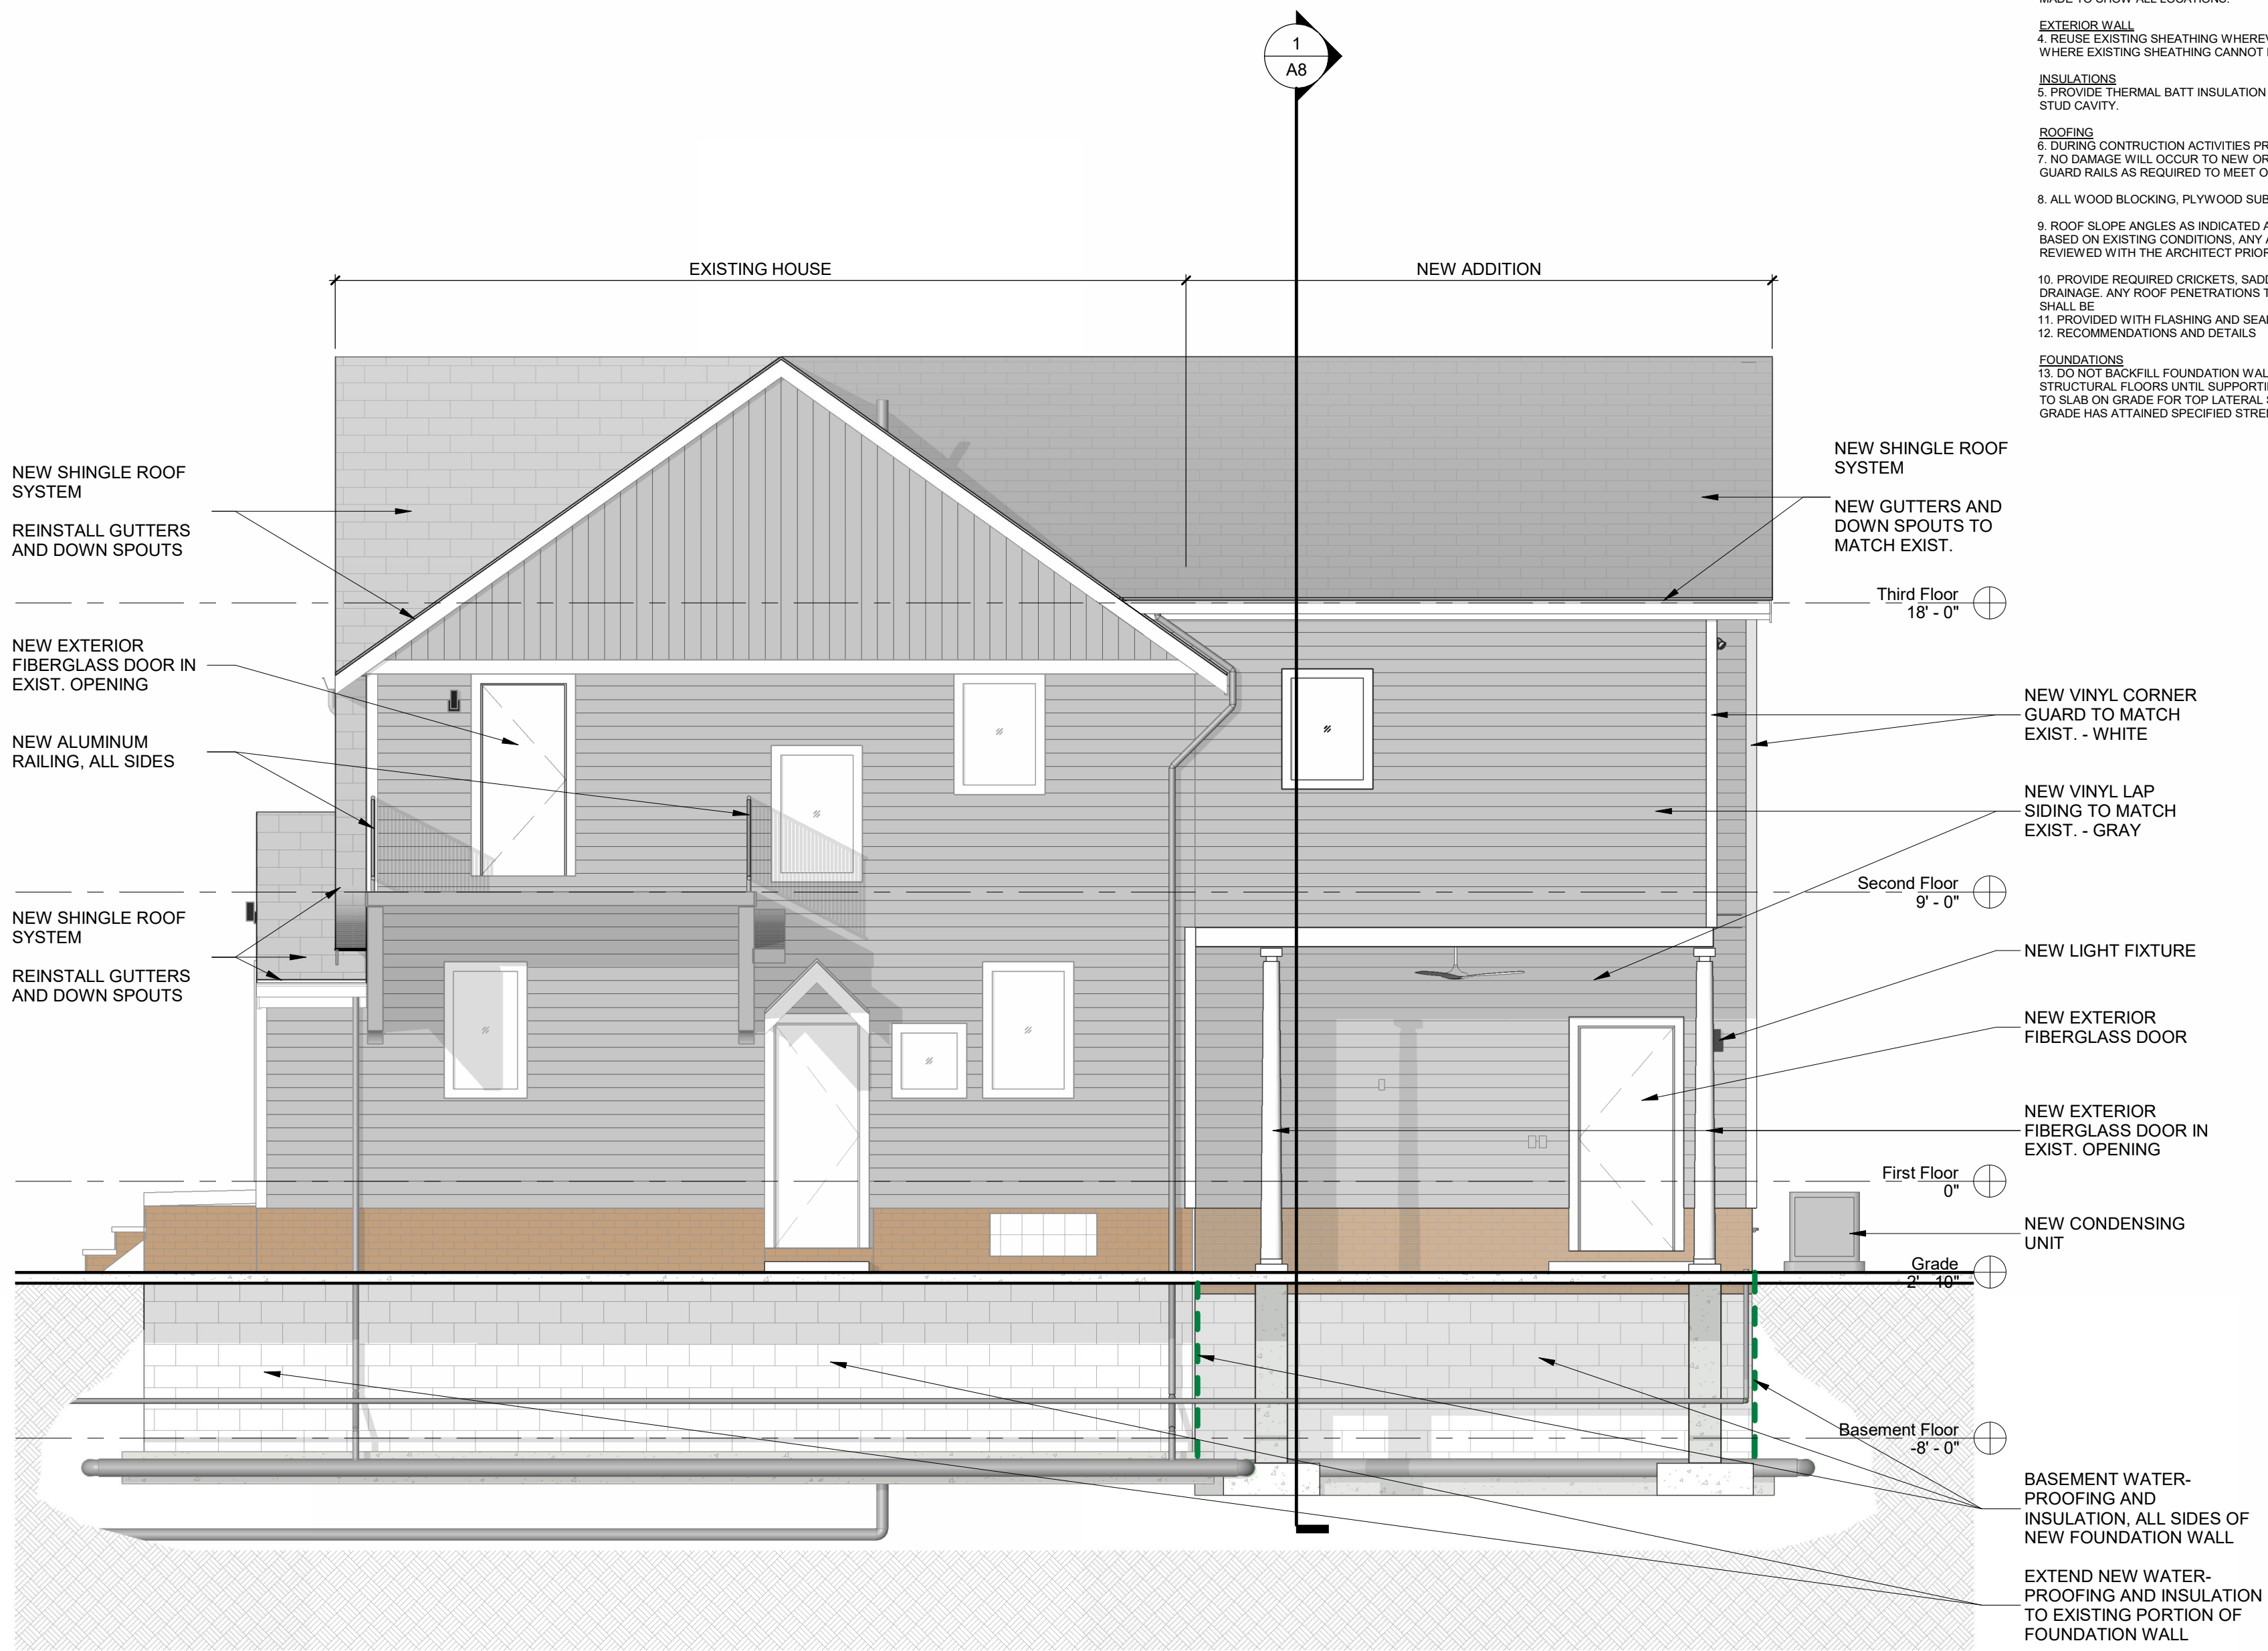 MADE TO SHOW ALL LOCATIONS.
EXTERIOR WALL
4. REUSE EXISTING SHEATHING
WHERE EXISTING SHEATHING CANNOT
INSULATIONS
5. PROVIDE THERMAL BATT INSULATION
STUD CAVITY.
ROOFING
6. DURING CONTRUCTION ACTIVITIES
7. NO DAMAGE WILL OCCUR TO NEW OR
GUARD RAILS AS REQUIRED TO MEET
8. ALL WOOD BLOCKING, PLYWOOD
9. ROOF SLOPE ANGLES AS INDICATED
BASED ON EXISTING CONDITIONS, ANY
REVIEWED WITH THE ARCHITECT PRIOR
10. PROVIDE REQUIRED CRICKETS,
DRAINAGE. ANY ROOF PENETRATIONS
SHALL BE
11. PROVIDED WITH FLASHING AND
12. RECOMMENDATIONS AND DETAILS
FOUNDATIONS
13. DO NOT BACKFILL FOUNDATION
STRUCTURAL FLOORS UNTIL
TO SLAB ON GRADE FOR TOP LATERAL
GRADE HAS ATTAINED SPECIFIED
1
A8
EXISTING HOUSE
NEW ADDITION
NEW SHINGLE ROOF
SYSTEM
REINSTALL GUTTERS
AND DOWN SPOUTS
NEW EXTERIOR
FIBERGLASS DOOR IN
EXIST. OPENING
NEW ALUMINUM
RAILING, ALL SIDES
NEW SHINGLE ROOF
SYSTEM
REINSTALL GUTTERS
AND DOWN SPOUTS
NEW SHINGLE ROOF
SYSTEM
NEW GUTTERS AND
DOWN SPOUTS TO
MATCH EXIST.
Third Floor
18' - 0"
NEW VINYL CORNER
GUARD TO MATCH
EXIST. - WHITE
NEW VINYL LAP
SIDING TO MATCH
EXIST. - GRAY
Second Floor
9' - 0"
NEW LIGHT FIXTURE
NEW EXTERIOR
FIBERGLASS DOOR
NEW EXTERIOR
FIBERGLASS DOOR IN
EXIST. OPENING
First Floor
0"
NEW CONDENSING
UNIT
Grade
2' - 10"
Basement Floor
-8' - 0"
BASEMENT WATER-
PROOFING AND
INSULATION, ALL SIDES OF
NEW FOUNDATION WALL
EXTEND NEW WATER-
PROOFING AND INSULATION
TO EXISTING PORTION OF
FOUNDATION WALL